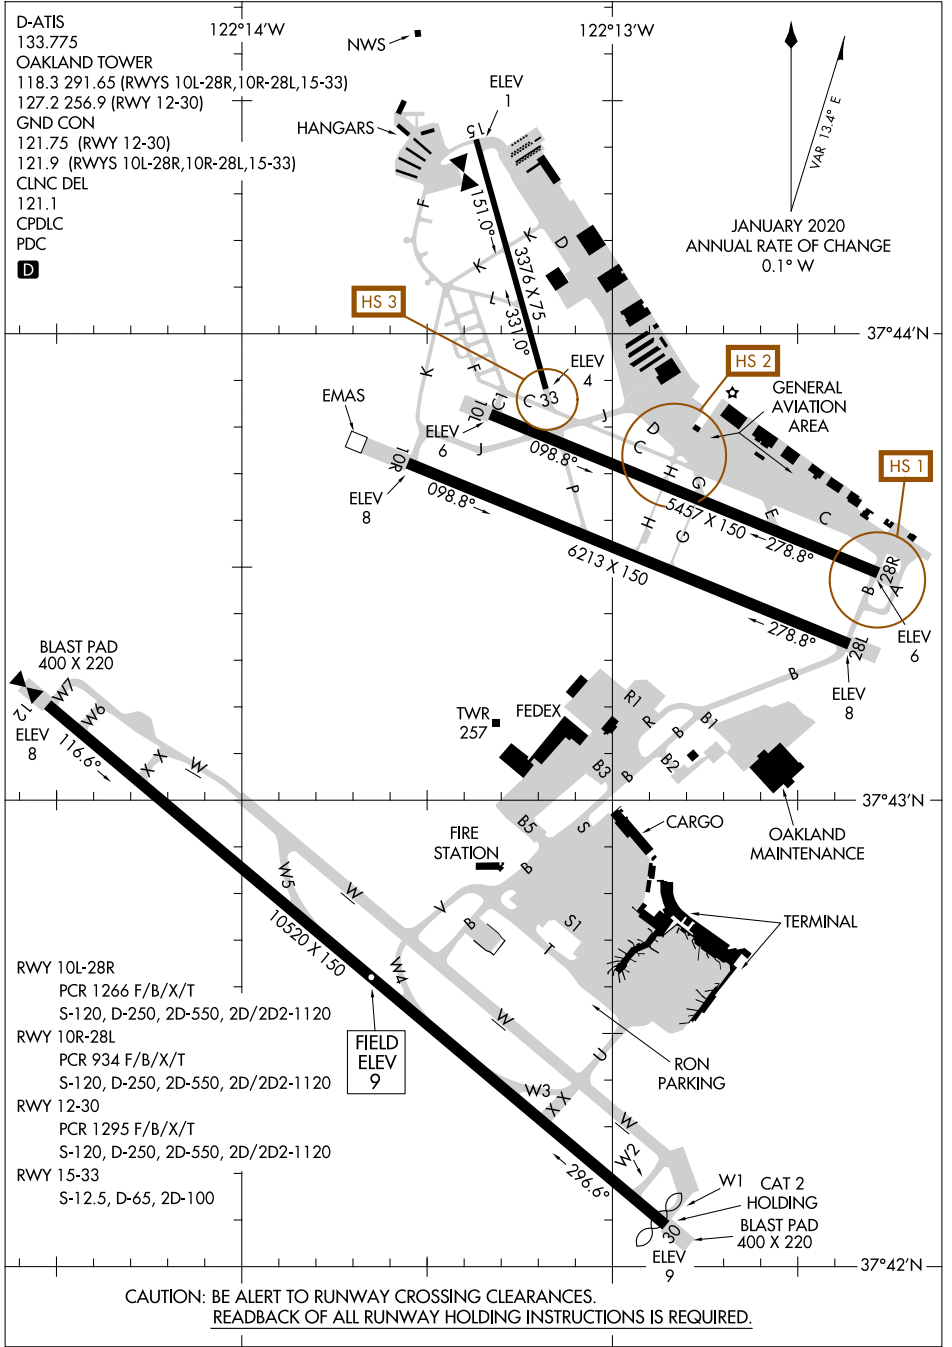 D-ATIS
133.775
OAKLAND TOWER
118.3 291.65 (RWYS 10L-28R,10R-28L,15-33)
127.2 256.9 (RWY 12-30)
GND CON
121.75 (RWY 12-30)
121.9 (RWYS 10L-28R,10R-28L,15-33)
CLNC DEL
121.1
CPDLC
PDC
D
122°14'W
122°13'W
NWS
HANGARS
ELEV
1
15
VAR 13.4° E
JANUARY 2020
ANNUAL RATE OF CHANGE
0.1° W
F
151.0°
K
D
K
3376 X 75
L
331.0°
HS 3
37°44'N
HS 2
K
F
ELEV
4
GENERAL
AVIATION
AREA
EMAS
C1
C
33
10L
J
D
ELEV
6
J
C
10R
098.8°
H
HS 1
ELEV
8
098.8°
P
G
5457 X 150
E
C
H
G
278.8°
6213 X 150
28R
B
A
278.8°
28L
ELEV
6
BLAST PAD
400 X 220
B
ELEV
8
W7
12
W6
ELEV
8
R1
TWR
257
FEDEX
R
B
B1
116.6°
X X
W
B3
B
B2
37°43'N
B5
S
CARGO
OAKLAND
MAINTENANCE
FIRE
STATION
B
W5
W
V
B
S1
T
TERMINAL
10520 X 150
W4
RWY 10L-28R
PCR 1266 F/B/X/T
S-120, D-250, 2D-550, 2D/2D2-1120
RWY 10R-28L
PCR 934 F/B/X/T
S-120, D-250, 2D-550, 2D/2D2-1120
RWY 12-30
PCR 1295 F/B/X/T
S-120, D-250, 2D-550, 2D/2D2-1120
RWY 15-33
S-12.5, D-65, 2D-100
W
FIELD
ELEV
9
U
RON
PARKING
W3
X X
W
W2
296.6°
W1
CAT 2
HOLDING
30
BLAST PAD
400 X 220
ELEV
9
37°42'N
CAUTION: BE ALERT TO RUNWAY CROSSING CLEARANCES.
READBACK OF ALL RUNWAY HOLDING INSTRUCTIONS IS REQUIRED.